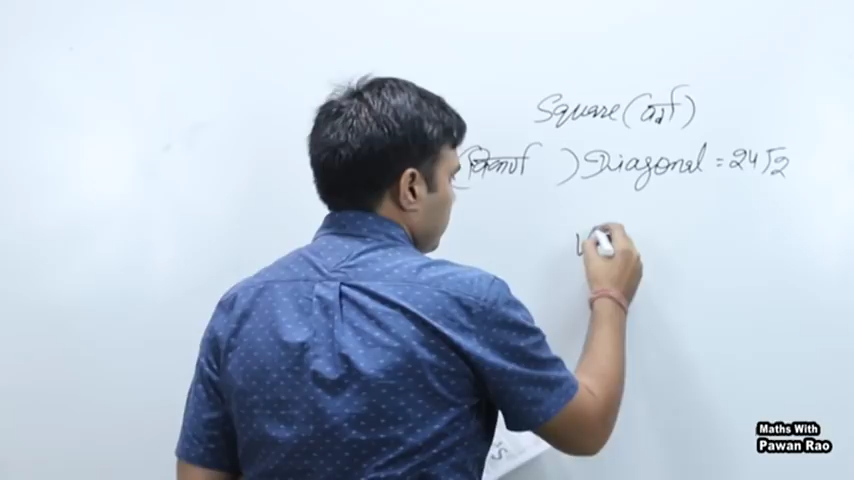 Square (वर्ग)
(विकर्ण ) Diagonal = 24√2
Maths With
Pawan Rao